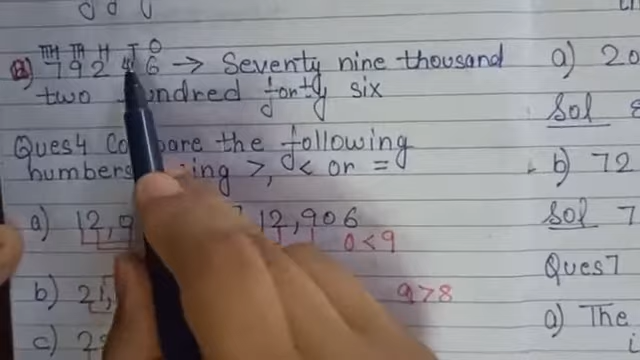 TTH TH H T O
B) 7 9 2 4 6 → Seventy nine thousand
two hundred forty six
Ques4 Compare the following
numbers using >, < or =
a) 12,9 12,906
0<9
b) 21, 9>8
c) 2
a) 20
Sol
b) 72
Sol 7
Ques7
a) The